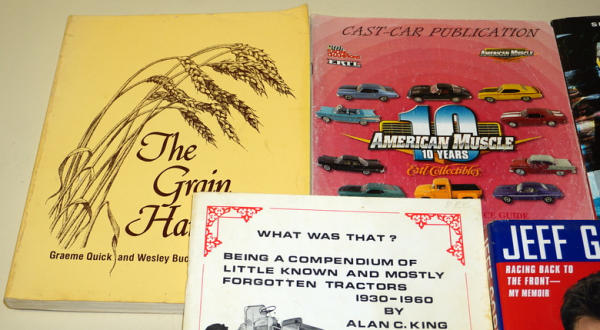 The
Grain
Graeme Quick and Wesley
CAST-CAR PUBLICATION
ERTL
AMERICAN MUSCLE
10
AMERICAN MUSCLE
10 YEARS
Ertl Collectibles
GUIDE
WHAT WAS THAT?
BEING A COMPENDIUM OF
LITTLE KNOWN AND MOSTLY
FORGOTTEN TRACTORS
1930-1960
BY
ALAN C. KING
JEFF
RACING BACK TO
THE FRONT—
MY MEMOIR